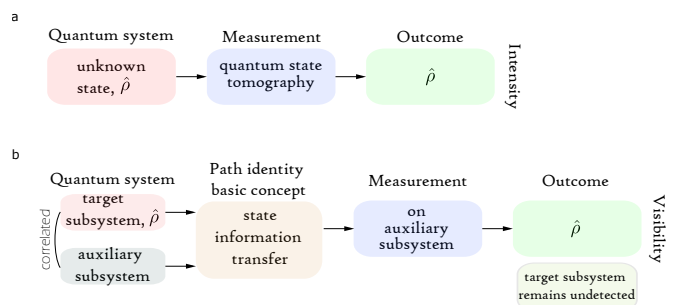 a
Quantum system
Measurement
Outcome
unknown
state, ρ̂
quantum state
tomography
ρ̂
Intensity
b
Quantum system
Path identity
basic concept
Measurement
Outcome
correlated
target
subsystem, ρ̂
auxiliary
subsystem
state
information
transfer
on
auxiliary
subsystem
ρ̂
target subsystem
remains undetected
Visibility